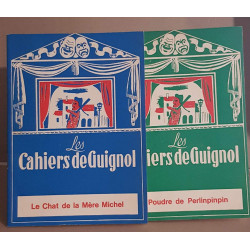 Les
Cahiers de Guignol
Le Chat de la Mère Michel
Les
iers de Guignol
Poudre de Perlinpinpin